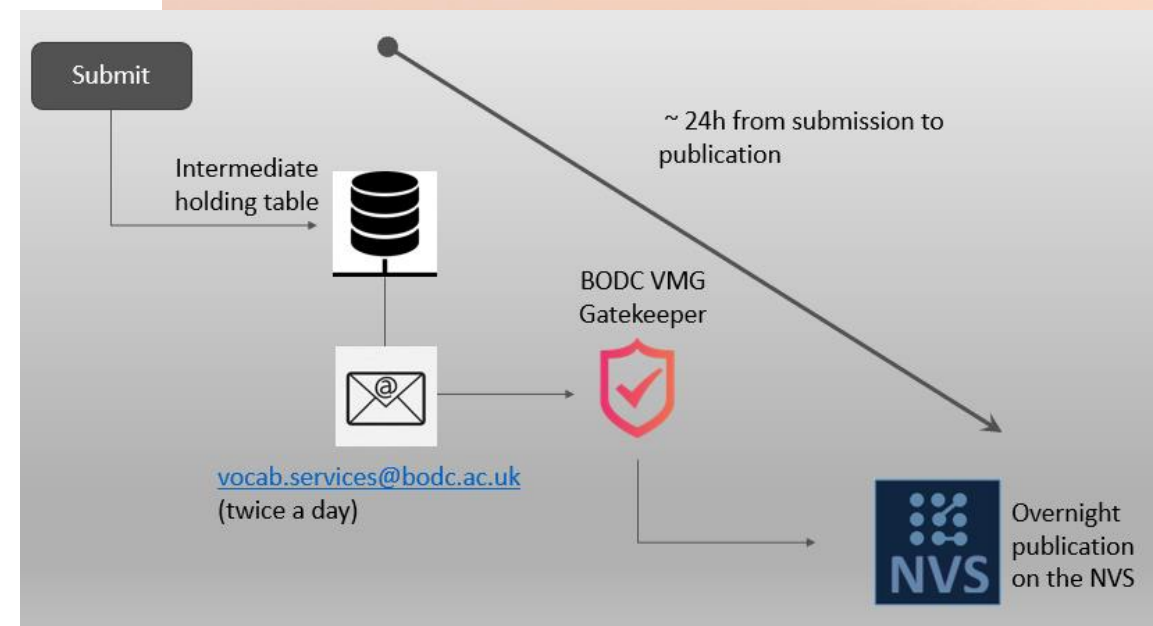 Submit
~ 24h from submission to
publication
Intermediate
holding table
BODC VMG
Gatekeeper
@
vocab.services@bodc.ac.uk
(twice a day)
NVS
Overnight
publication
on the NVS